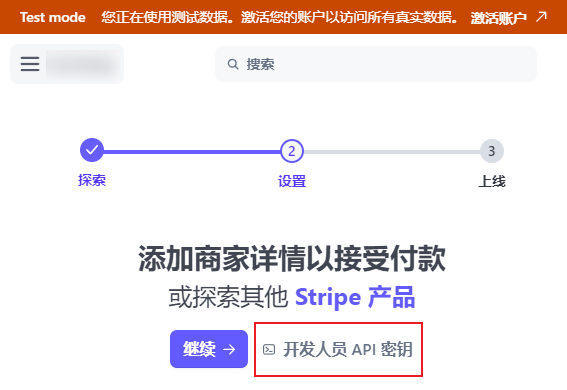 Test mode 您正在使用测试数据。激活您的账户以访问所有真实数据。 激活账户
搜索
2 3
探索 设置 上线
添加商家详情以接受付款
或探索其他 Stripe 产品
继续 → 开发人员 API 密钥